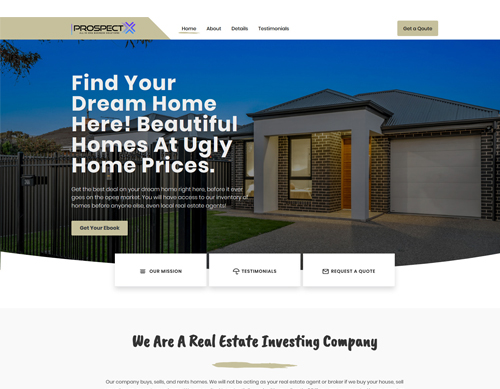 PROSPECT X
Home
About
Details
Testimonials
Get a Qaute
Find Your
Dream Home
Here! Beautiful
Homes At Ugly
Home Prices.
Get the best deal on your dream home right here, before it ever
goes on the open market. You will have access to our inventory of
homes before anyone else, even local real estate agents!
Get Your Ebook
OUR MISSION
TESTIMONIALS
REQUEST A QUOTE
We Are A Real Estate Investing Company
Our company buys, sells, and rents homes. We will not be acting as your real estate agent or broker if we buy your house, sell